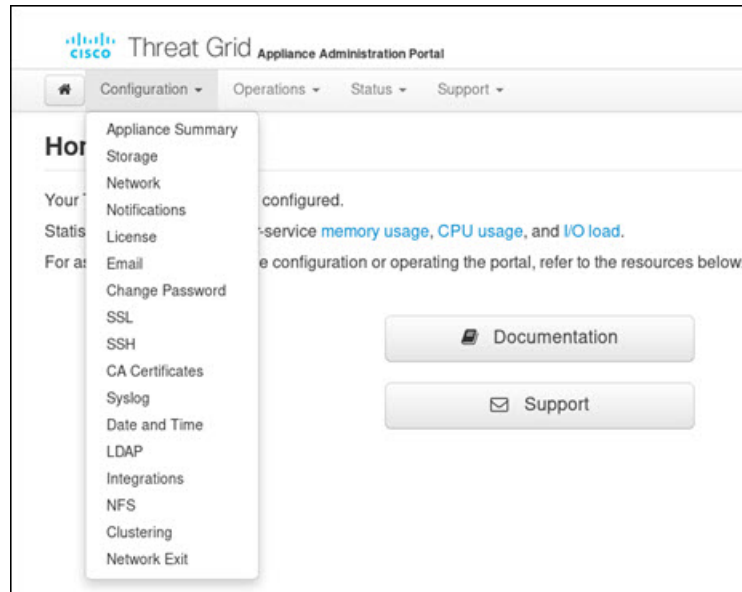 cisco Threat Grid Appliance Administration Portal
Configuration Operations Status Support
Hor
Appliance Summary
Storage
Network
Notifications
License
Email
Change Password
SSL
SSH
CA Certificates
Syslog
Date and Time
LDAP
Integrations
NFS
Clustering
Network Exit
Your configured.
Statis -service memory usage, CPU usage, and I/O load.
For as e configuration or operating the portal, refer to the resources below
Documentation
Support